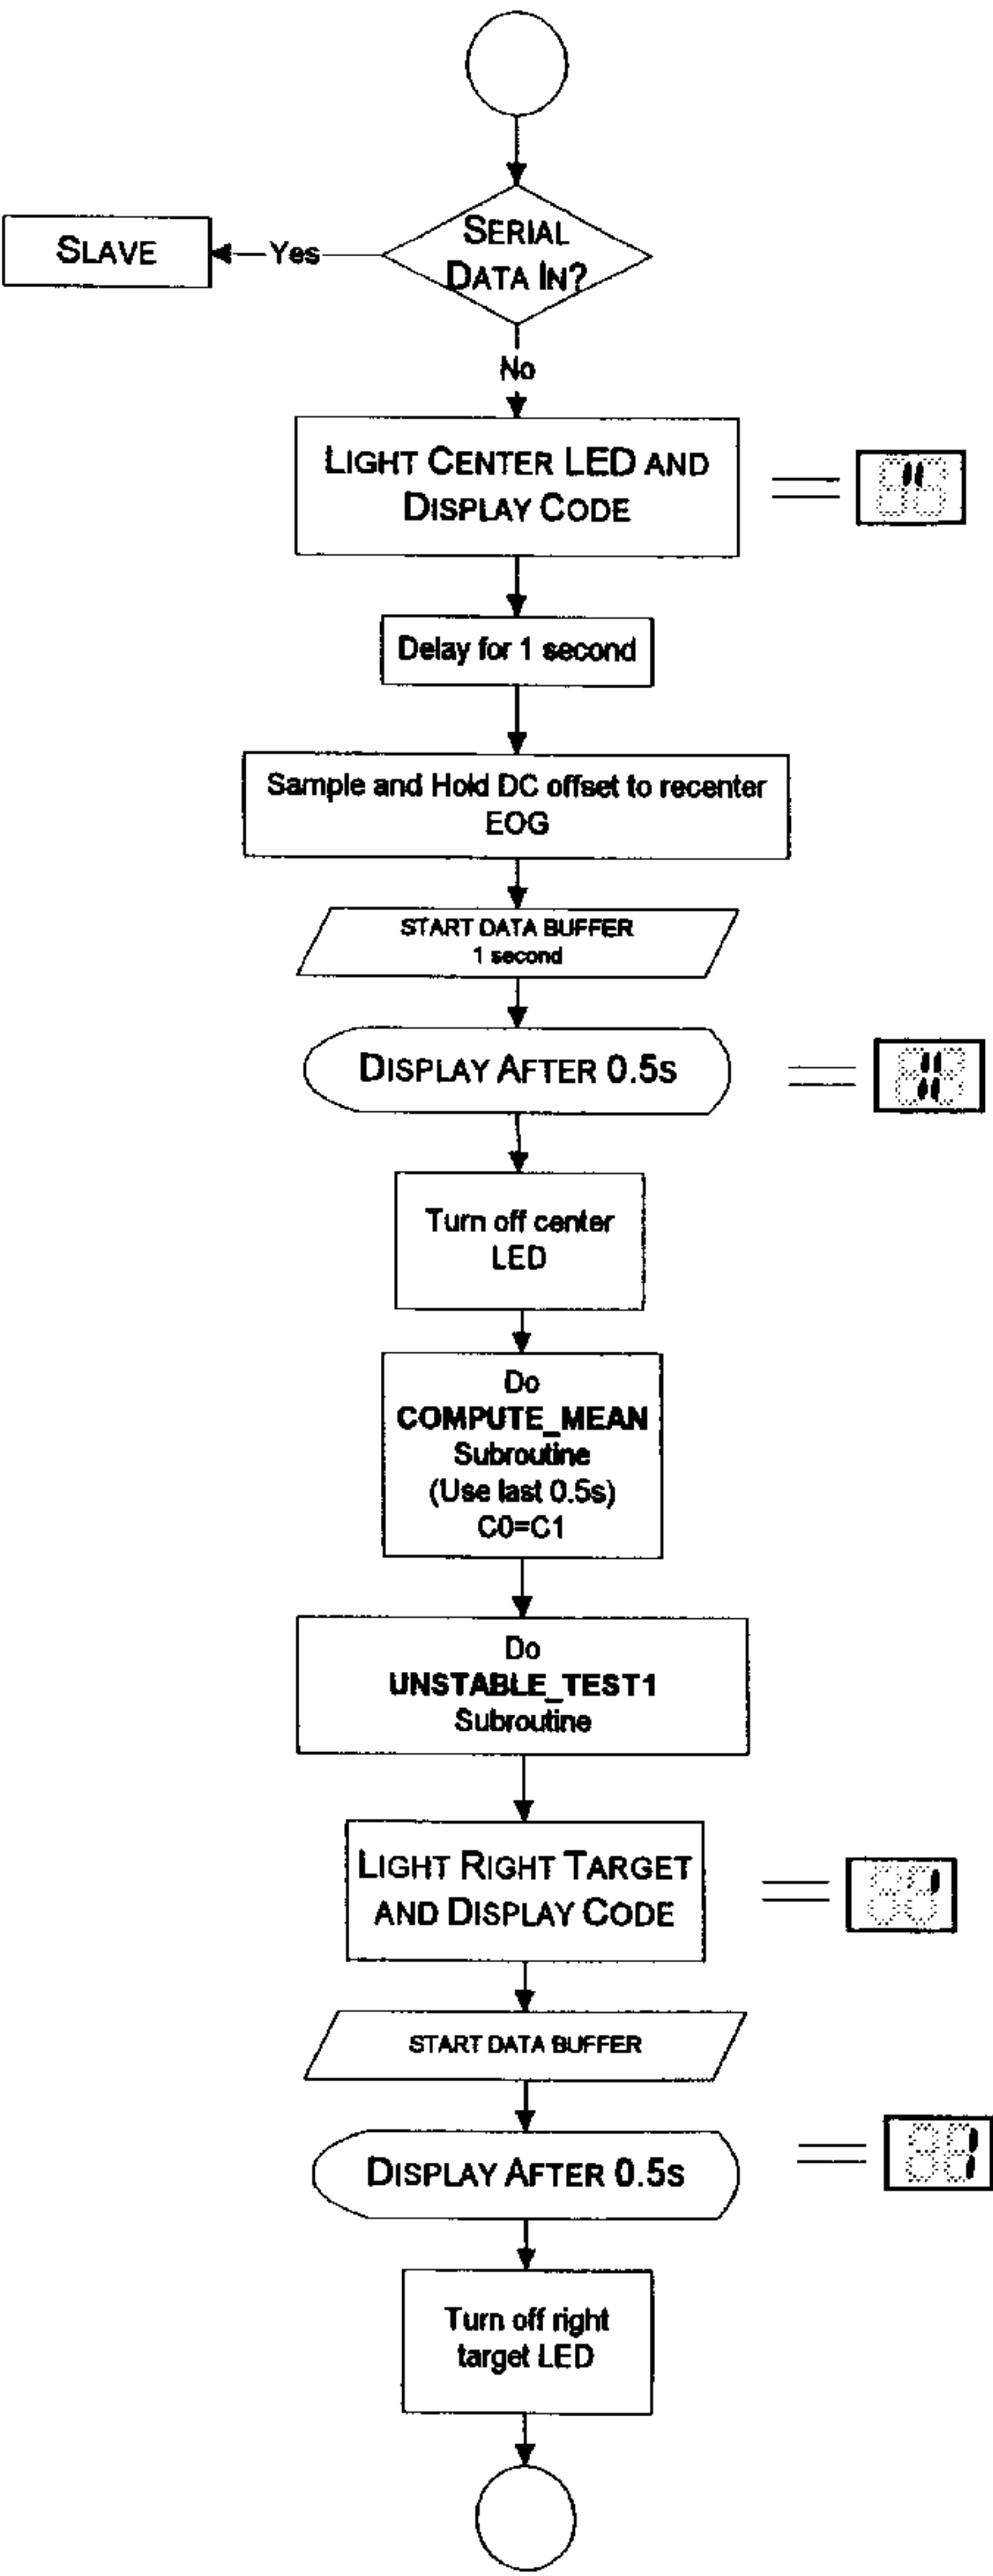 SERIAL
DATA IN?
Yes
SLAVE
No
LIGHT CENTER LED AND
DISPLAY CODE
Delay for 1 second
Sample and Hold DC offset to recenter
EOG
START DATA BUFFER
1 second
DISPLAY AFTER 0.5S
Turn off center
LED
Do
COMPUTE_MEAN
Subroutine
(Use last 0.5s)
C0=C1
Do
UNSTABLE_TEST1
Subroutine
LIGHT RIGHT TARGET
AND DISPLAY CODE
START DATA BUFFER
DISPLAY AFTER 0.5S
Turn off right
target LED